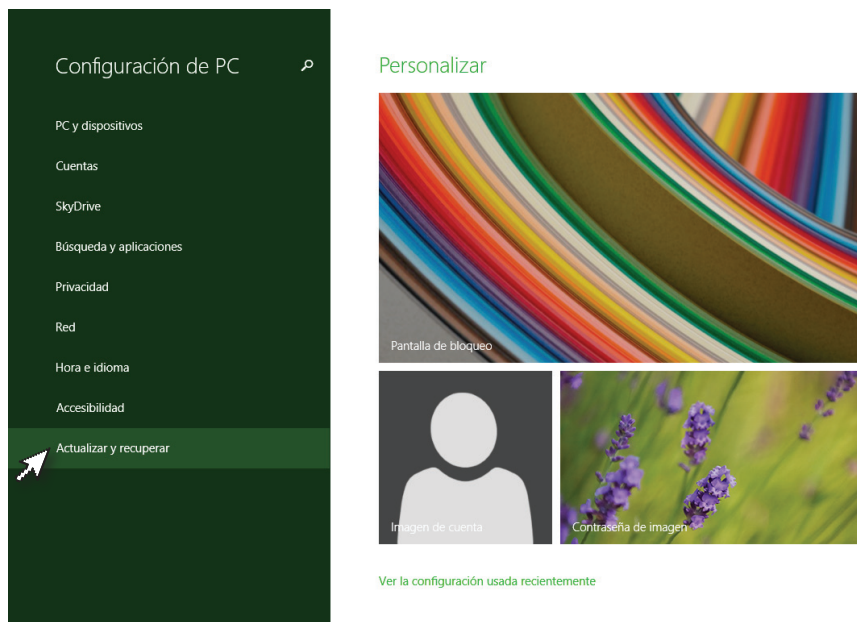 Configuración de PC
PC y dispositivos
Cuentas
SkyDrive
Búsqueda y aplicaciones
Privacidad
Red
Hora e idioma
Accesibilidad
Actualizar y recuperar
Personalizar
Pantalla de bloqueo
Imagen de cuenta
Contraseña de imagen
Ver la configuración usada recientemente